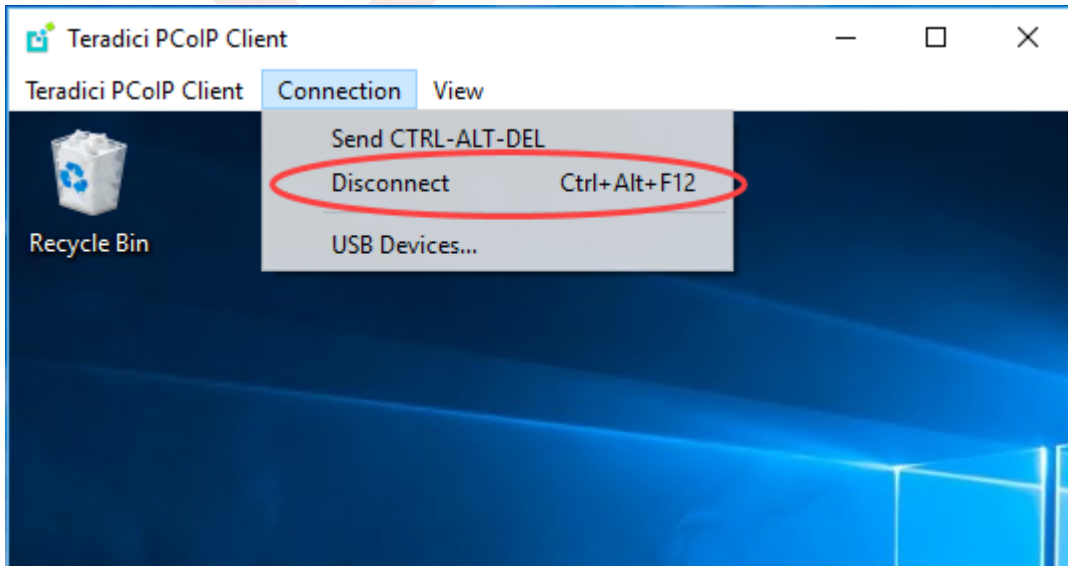 Teradici PCoIP Client
Teradici PCoIP Client Connection View
Send CTRL-ALT-DEL
Disconnect Ctrl+Alt+F12
USB Devices...
Recycle Bin